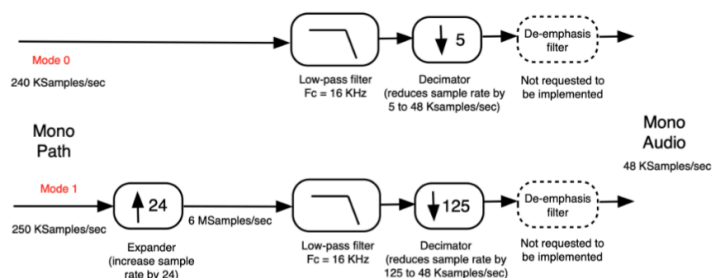 Mode 0
240 KSamples/sec
Low-pass filter
Fc = 16 KHz
5
Decimator
(reduces sample rate by
5 to 48 Ksamples/sec)
De-emphasis
filter
Not requested to
be implemented
Mono
Path
Mono
Audio
48 KSamples/sec
Mode 1
250 KSamples/sec
24
Expander
(increase sample
rate by 24)
6 MSamples/sec
Low-pass filter
Fc = 16 KHz
125
Decimator
(reduces sample rate by
125 to 48 Ksamples/sec)
De-emphasis
filter
Not requested to
be implemented